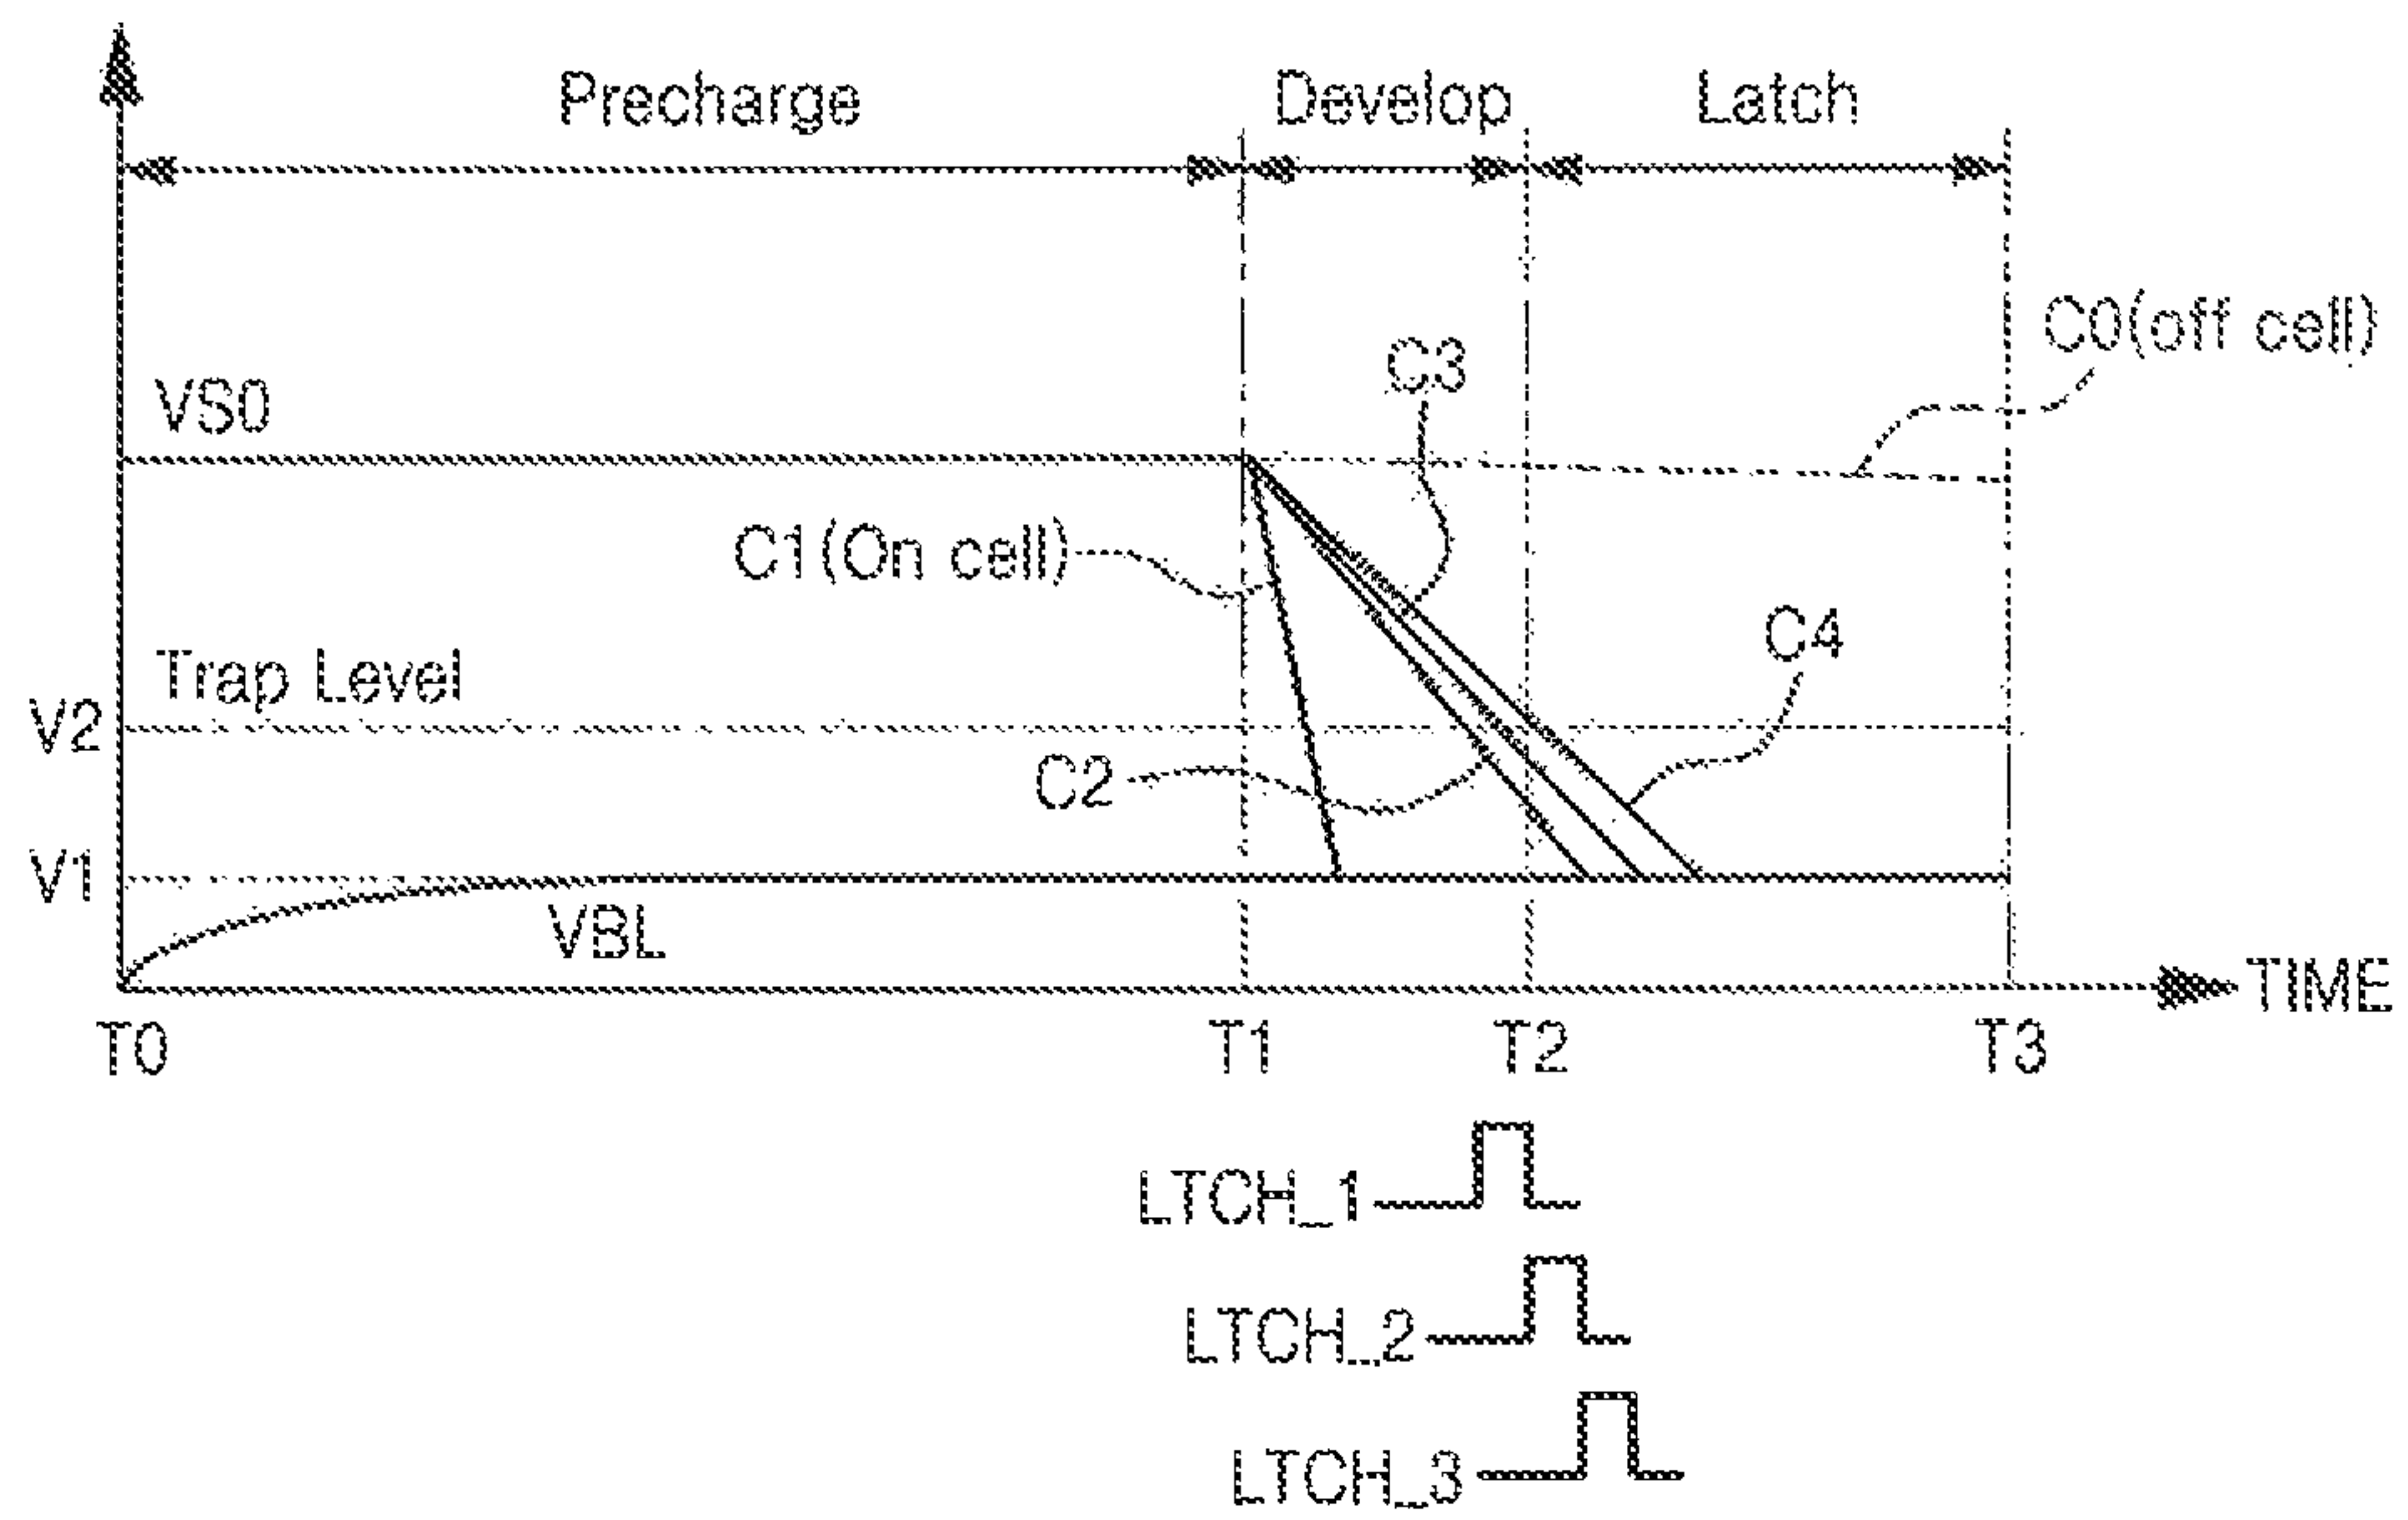 Precharge Develop Latch
C0(off cell)
C3
VS0
C1(On cell)
C4
Trap Level
V2
C2
V1
VBL
TIME
T0 T1 T2 T3
LTCH_1
LTCH_2
LTCH_3